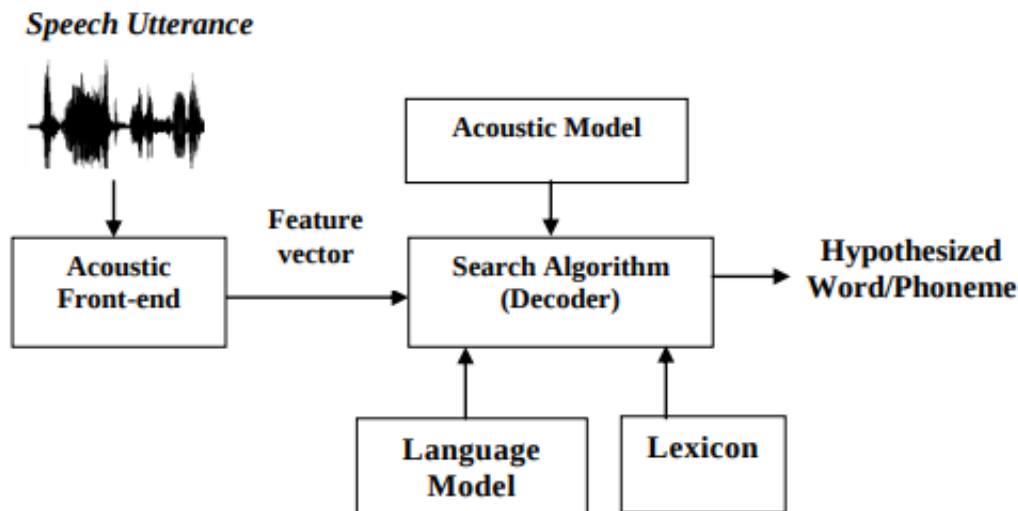 Speech Utterance
Acoustic Model
Feature
vector
Acoustic
Front-end
Search Algorithm
(Decoder)
Hypothesized
Word/Phoneme
Language
Model
Lexicon